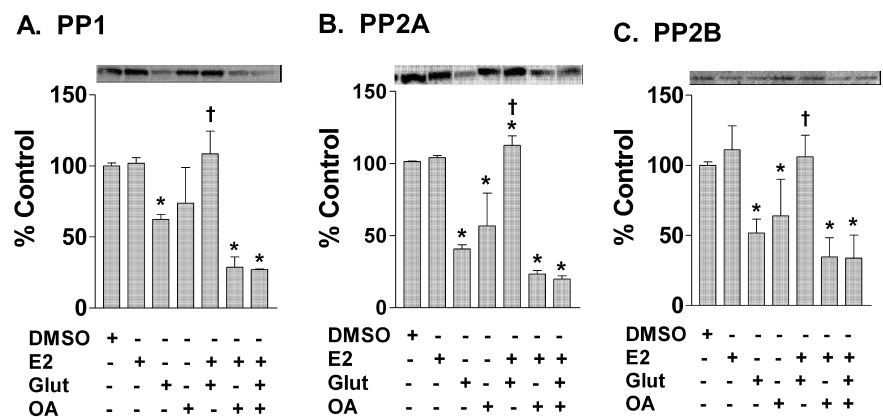 A. PP1
150
100
50
0
% Control
*
†
*
*
DMSO + - - - - - -
E2 - + - - + + +
Glut - - + - + - +
OA - - - + - + +
B. PP2A
150
100
50
0
% Control
*
*
†
*
*
*
DMSO + - - - - - -
E2 - + - - + + +
Glut - - + - + - +
OA - - - + - + +
C. PP2B
150
100
50
0
% Control
*
*
†
*
*
DMSO + - - - - - -
E2 - + - - + + +
Glut - - + - + - +
OA - - - + - + +